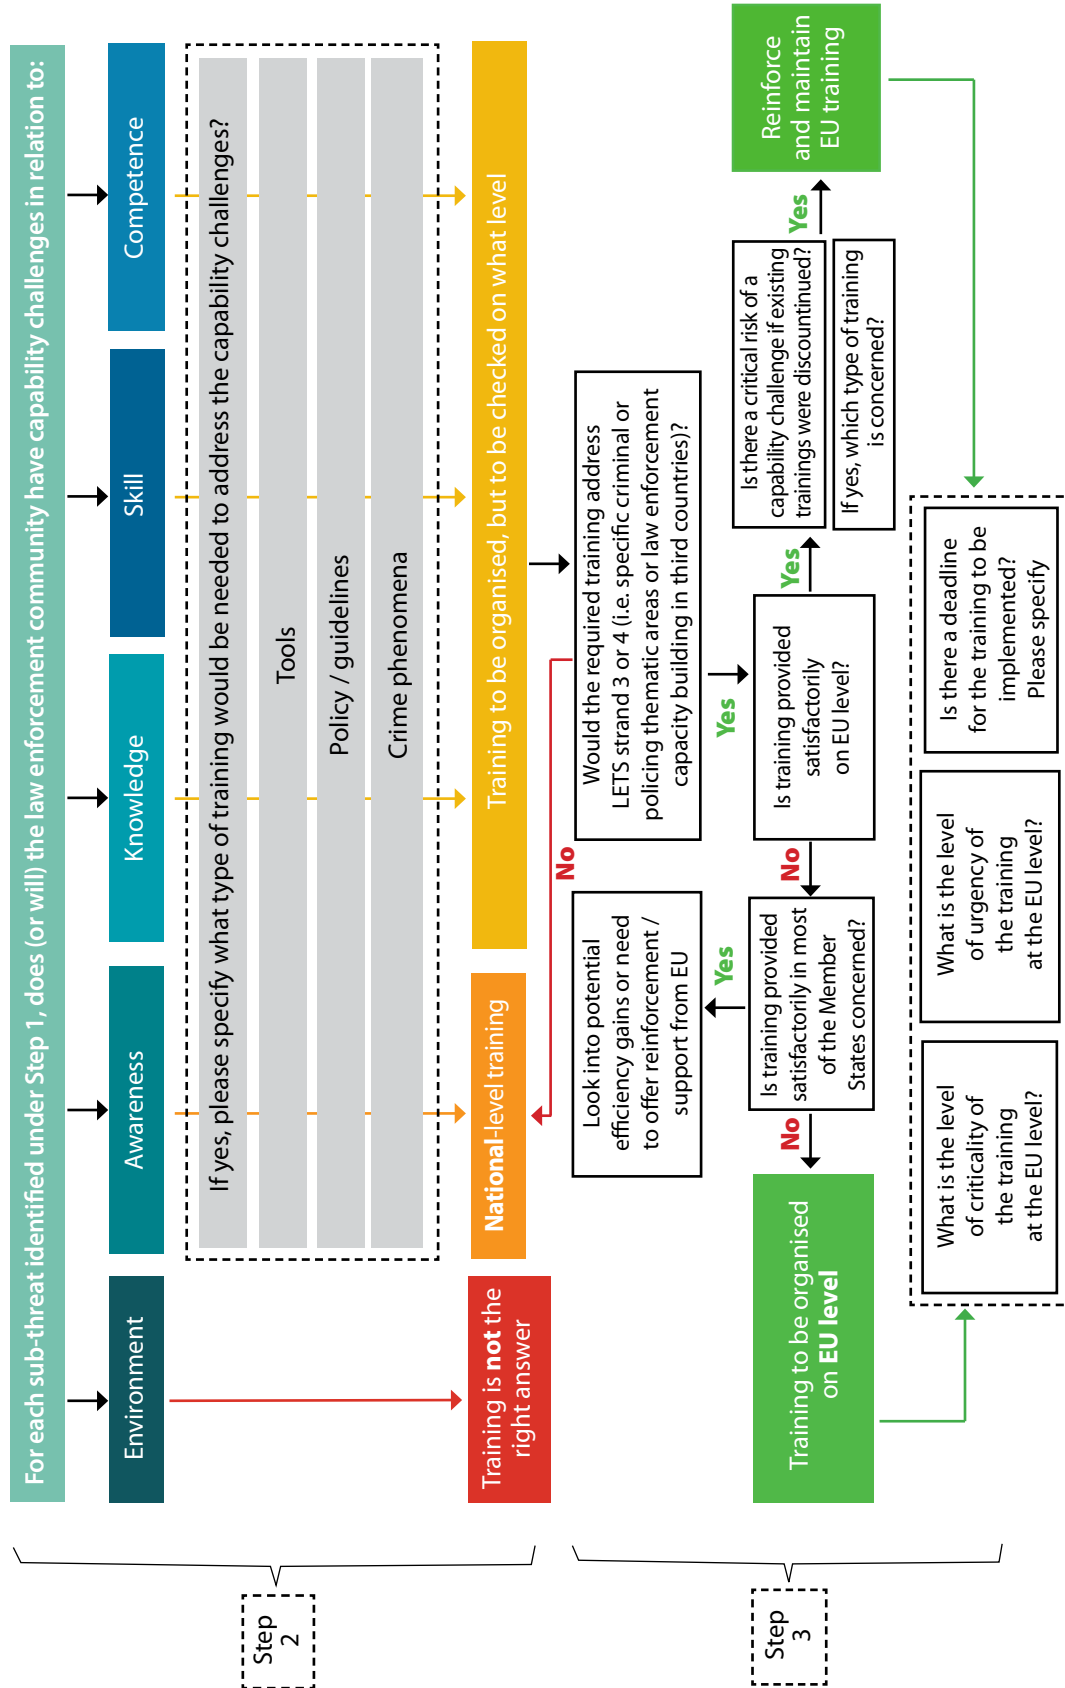 For each sub-threat identified under Step 1, does (or will) the law enforcement community have capability challenges in relation to:
Environment
Awareness
Knowledge
Skill
Competence
If yes, please specify what type of training would be needed to address the capability challenges?
Tools
Policy / guidelines
Crime phenomena
Training is not the
right answer
National-level training
Training to be organised, but to be checked on what level
Step
2
No
Would the required training address
LETS strand 3 or 4 (i.e. specific criminal or
policing thematic areas or law enforcement
capacity building in third countries)?
Look into potential
efficiency gains or need
to offer reinforcement /
support from EU
Yes
Yes
Training to be organised
on EU level
No
Is training provided
satisfactorily in most
of the Member
States concerned?
No
Is training provided
satisfactorily
on EU level?
Yes
Is there a critical risk of a
capability challenge if existing
trainings were discontinued?
If yes, which type of training
is concerned?
Yes
Reinforce
and maintain
EU training
What is the level
of criticality of
the training
at the EU level?
What is the level
of urgency of
the training
at the EU level?
Is there a deadline
for the training to be
implemented?
Please specify
Step
3